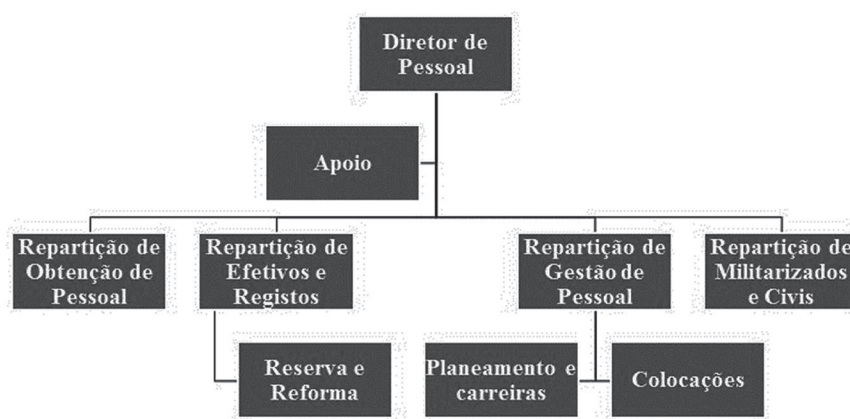 Diretor de
Pessoal
Apoio
Repartição de
Obtenção de
Pessoal
Repartição de
Efetivos e
Registos
Repartição de
Gestão de
Pessoal
Repartição de
Militarizados
e Civis
Reserva e
Reforma
Planeamento e
carreiras
Colocações